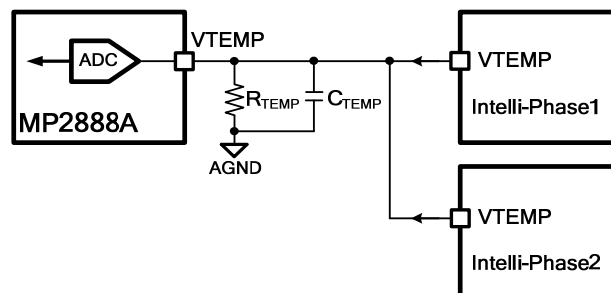 VTEMP
ADC
MP2888A
RTEMP
CTEMP
AGND
VTEMP
Intelli-Phase1
VTEMP
Intelli-Phase2